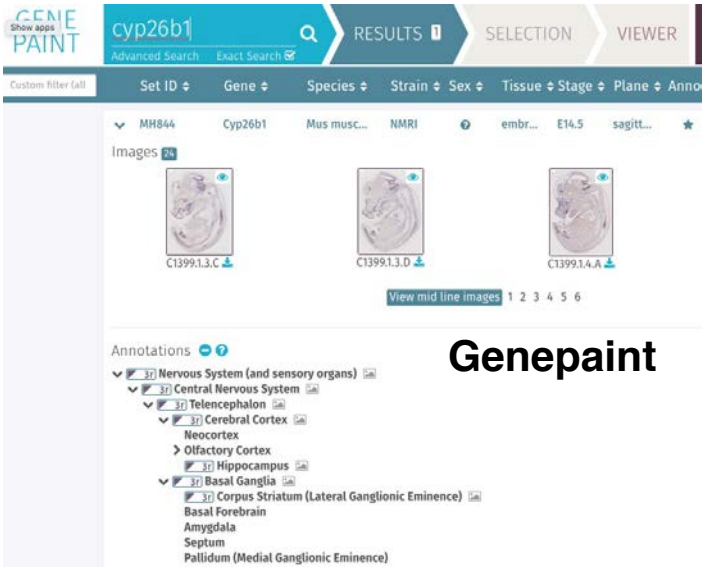 GENE
Show apps
PAINT
cyp26b1
Advanced Search Exact Search
RESULTS 1
SELECTION
VIEWER
Custom filter (all
Set ID Gene Species Strain Sex Tissue Stage Plane Anno
MH844 Cyp26b1 Mus musc... NMRI embr... E14.5 sagitt...
Images 24
C1399.1.3.C C1399.1.3.D C1399.1.4.A
View mid line images 1 2 3 4 5 6
Annotations
Genepaint
3r Nervous System (and sensory organs)
3r Central Nervous System
3r Telencephalon
3r Cerebral Cortex
Neocortex
Olfactory Cortex
3r Hippocampus
3r Basal Ganglia
3r Corpus Striatum (Lateral Ganglionic Eminence)
Basal Forebrain
Amygdala
Septum
Pallidum (Medial Ganglionic Eminence)